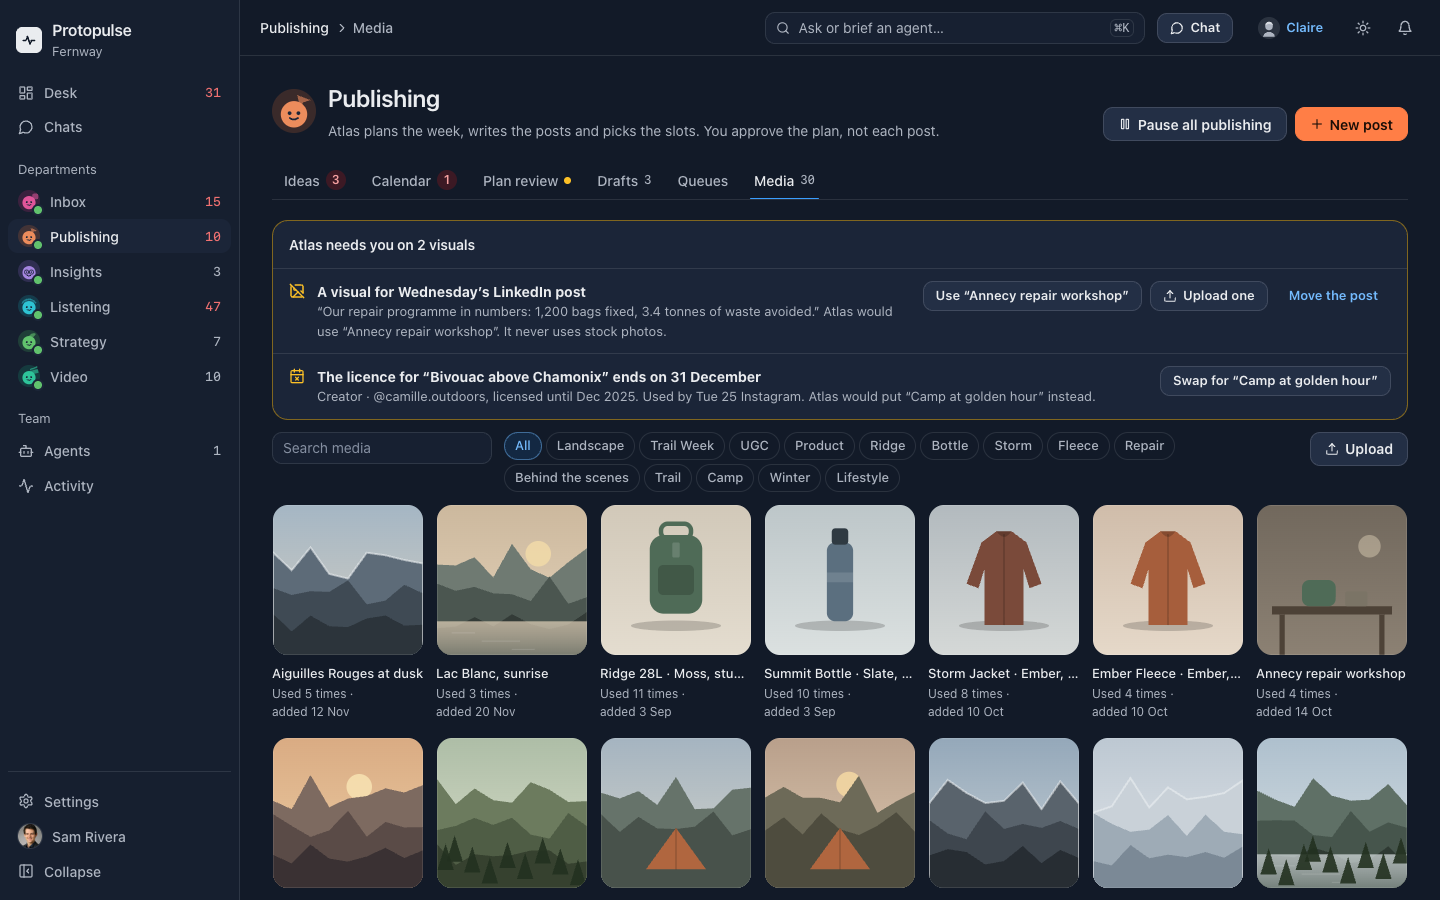 Protopulse
Fernway
Desk 31
Chats
Departments
Inbox 15
Publishing 10
Insights 3
Listening 47
Strategy 7
Video 10
Team
Agents 1
Activity
Settings
Sam Rivera
Collapse
Publishing > Media
Ask or brief an agent… ⌘K
Chat
Claire
Publishing
Atlas plans the week, writes the posts and picks the slots. You approve the plan, not each post.
Pause all publishing
New post
Ideas 3 Calendar 1 Plan review Drafts 3 Queues Media 30
Atlas needs you on 2 visuals
A visual for Wednesday’s LinkedIn post
“Our repair programme in numbers: 1,200 bags fixed, 3.4 tonnes of waste avoided.” Atlas would
use “Annecy repair workshop”. It never uses stock photos.
Use “Annecy repair workshop” Upload one Move the post
The licence for “Bivouac above Chamonix” ends on 31 December
Creator · @camille.outdoors, licensed until Dec 2025. Used by Tue 25 Instagram. Atlas would put “Camp at golden hour” instead.
Swap for “Camp at golden hour”
Search media
All Landscape Trail Week UGC Product Ridge Bottle Storm Fleece Repair
Behind the scenes Trail Camp Winter Lifestyle
Upload
Aiguilles Rouges at dusk
Used 5 times ·
added 12 Nov
Lac Blanc, sunrise
Used 3 times ·
added 20 Nov
Ridge 28L · Moss, stu…
Used 11 times ·
added 3 Sep
Summit Bottle · Slate, …
Used 10 times ·
added 3 Sep
Storm Jacket · Ember, …
Used 8 times ·
added 10 Oct
Ember Fleece · Ember,…
Used 4 times ·
added 10 Oct
Annecy repair workshop
Used 4 times ·
added 14 Oct